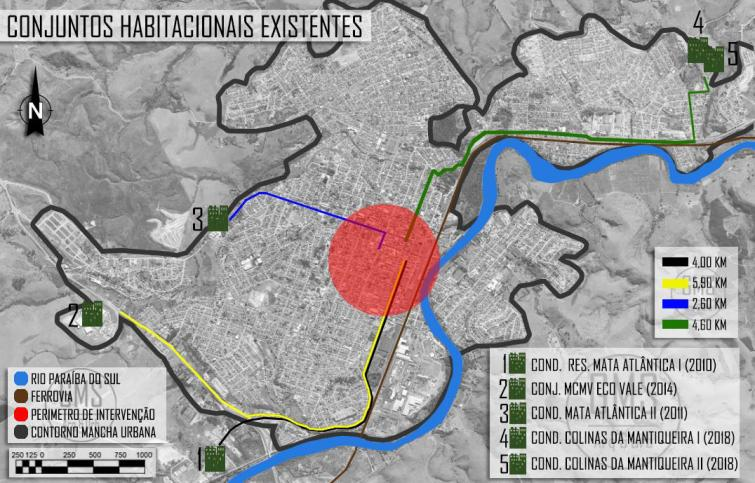 CONJUNTOS HABITACIONAIS EXISTENTES
4
5
N
3
2
1
4,00 KM
5,90 KM
2,60 KM
4,60 KM
1 COND. RES. MATA ATLÂNTICA I (2010)
2 CONJ. MCMV ECO VALE (2014)
3 COND. MATA ATLÂNTICA II (2011)
4 COND. COLINAS DA MANTIQUEIRA I (2018)
5 COND. COLINAS DA MANTIQUEIRA II (2018)
RIO PARAÍBA DO SUL
FERROVIA
PERIMETRO DE INTERVENÇÃO
CONTORNO MANCHA URBANA
250 125 0 250 500 750 1000